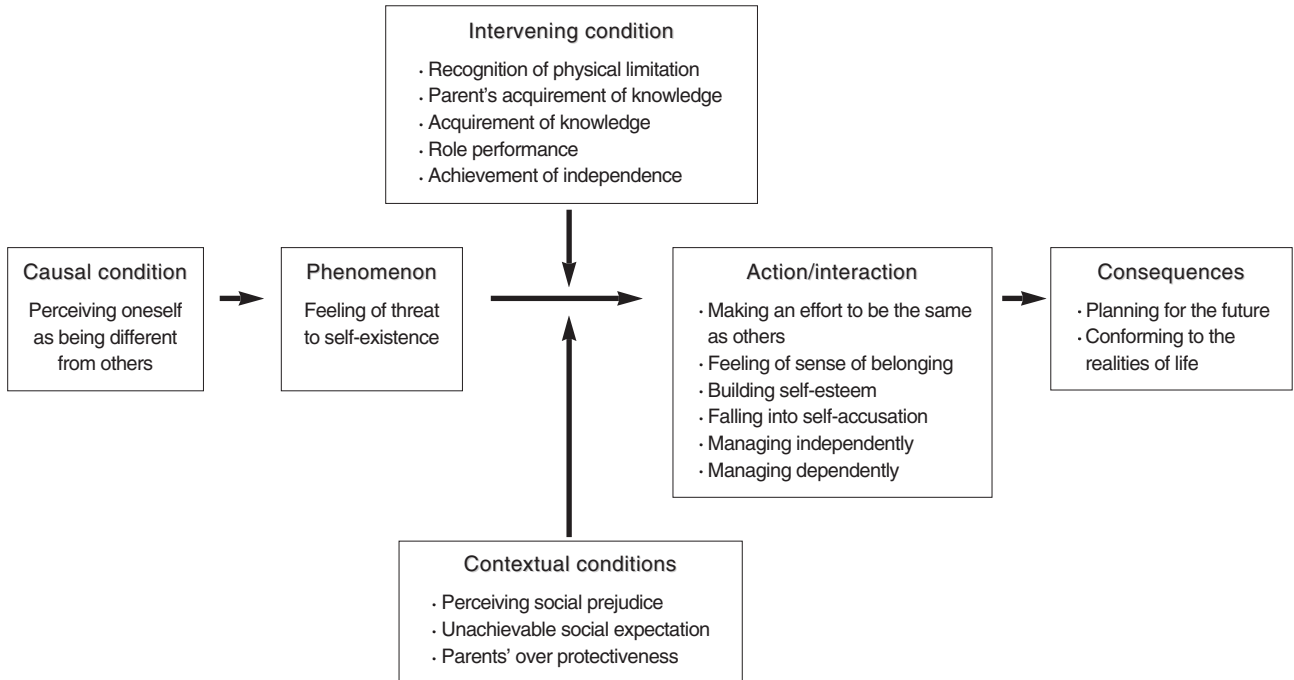 Intervening condition
· Recognition of physical limitation
· Parent's acquirement of knowledge
· Acquirement of knowledge
· Role performance
· Achievement of independence
Causal condition
Perceiving oneself
as being different
from others
Phenomenon
Feeling of threat
to self-existence
Action/interaction
· Making an effort to be the same
as others
· Feeling of sense of belonging
· Building self-esteem
· Falling into self-accusation
· Managing independently
· Managing dependently
Consequences
· Planning for the future
· Conforming to the
realities of life
Contextual conditions
· Perceiving social prejudice
· Unachievable social expectation
· Parents' over protectiveness